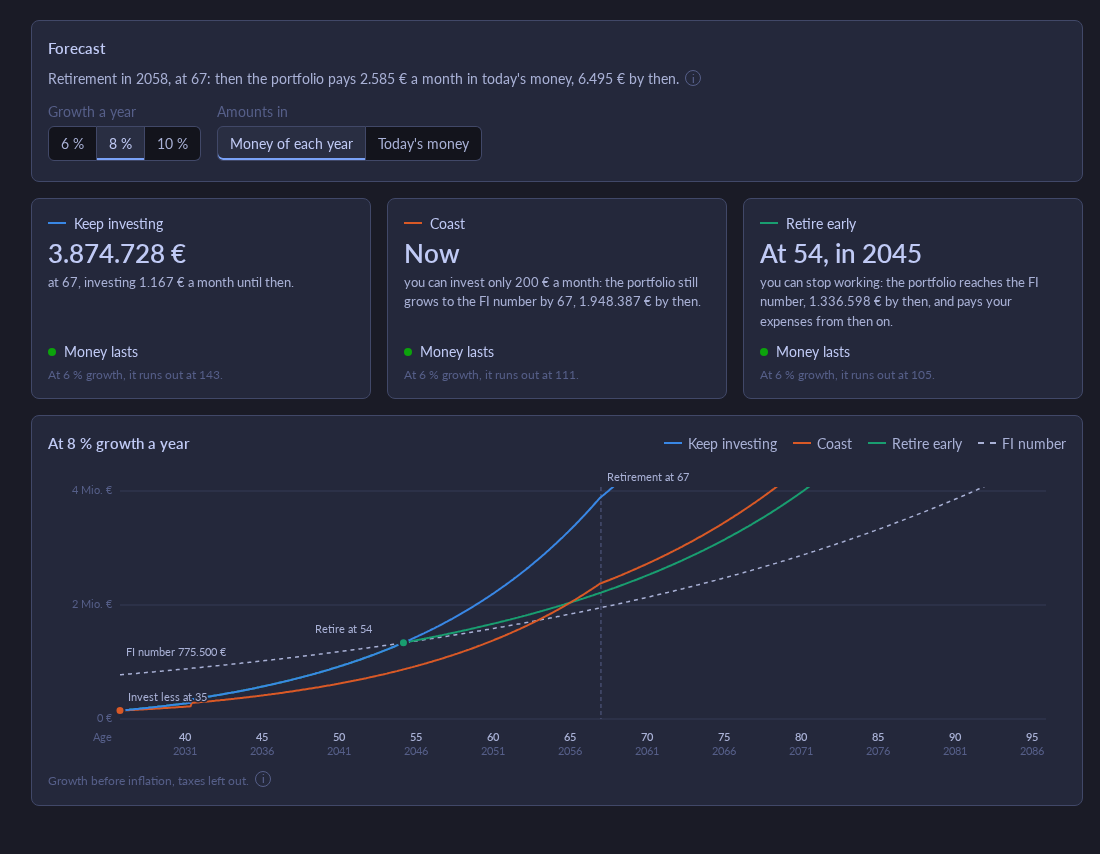 Forecast
Retirement in 2058, at 67: then the portfolio pays 2.585 € a month in today's money, 6.495 € by then.
Growth a year
Amounts in
6 %
8 %
10 %
Money of each year
Today's money
Keep investing
3.874.728 €
at 67, investing 1.167 € a month until then.
Money lasts
At 6 % growth, it runs out at 143.
Coast
Now
you can invest only 200 € a month: the portfolio still
grows to the FI number by 67, 1.948.387 € by then.
Money lasts
At 6 % growth, it runs out at 111.
Retire early
At 54, in 2045
you can stop working: the portfolio reaches the FI
number, 1.336.598 € by then, and pays your
expenses from then on.
Money lasts
At 6 % growth, it runs out at 105.
At 8 % growth a year
Keep investing
Coast
Retire early
FI number
Retirement at 67
4 Mio. €
2 Mio. €
Retire at 54
FI number 775.500 €
Invest less at 35
0 €
Age
40
45
50
55
60
65
70
75
80
85
90
95
2031
2036
2041
2046
2051
2056
2061
2066
2071
2076
2081
2086
Growth before inflation, taxes left out.